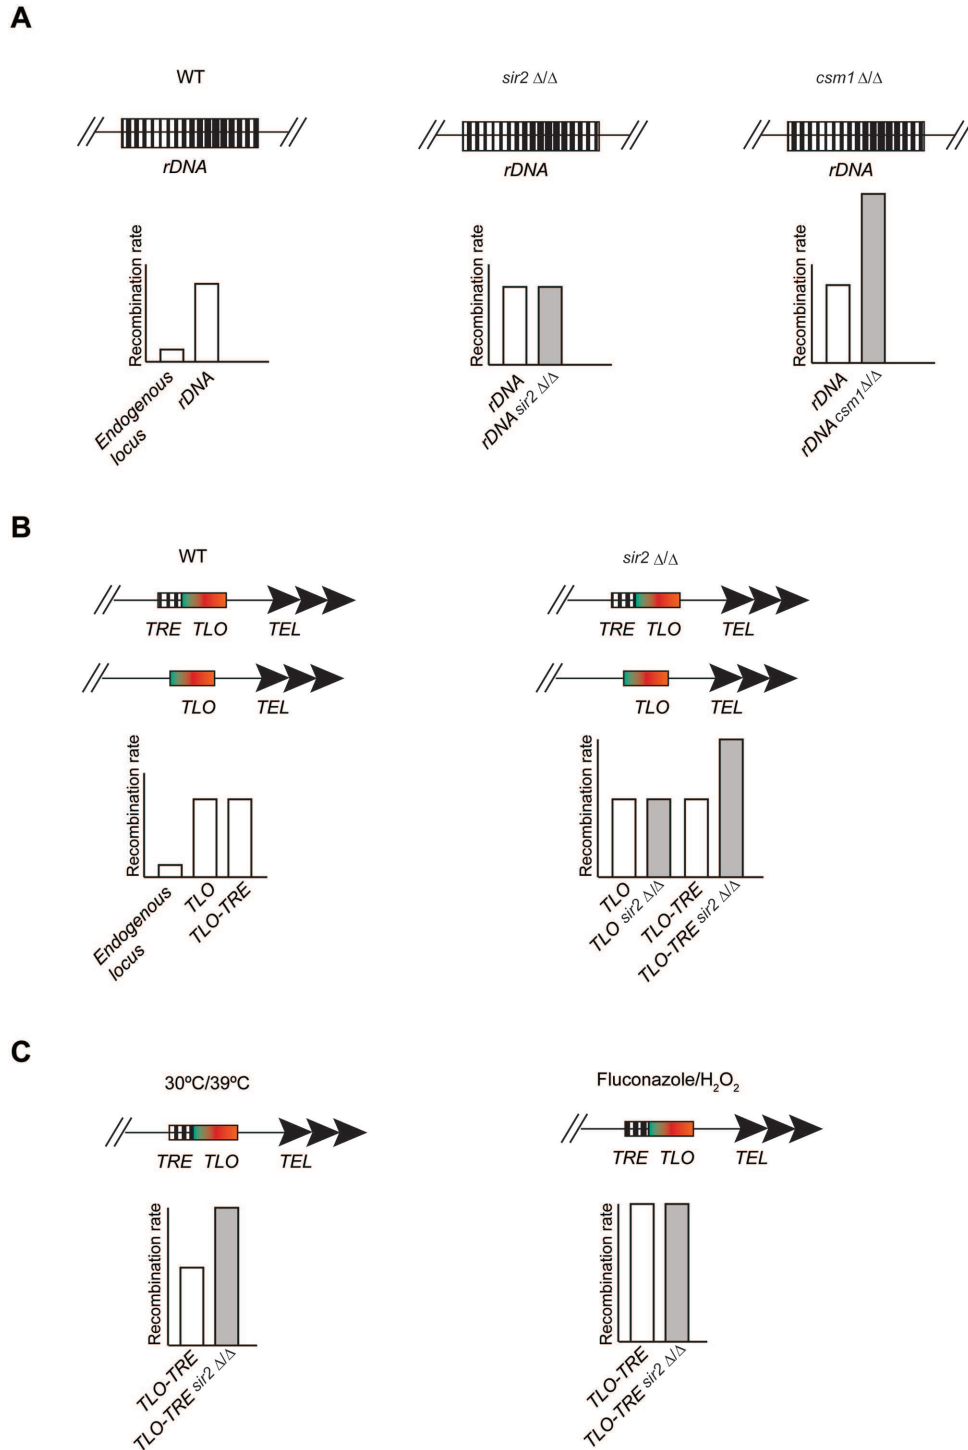 A
WT
sir2 Δ/Δ
csm1 Δ/Δ
rDNA
rDNA
rDNA
Recombination rate
Endogenous
locus
rDNA
Recombination rate
rDNA
rDNA sir2 Δ/Δ
Recombination rate
rDNA
rDNA csm1Δ/Δ
B
WT
sir2 Δ/Δ
TRE TLO TEL
TRE TLO TEL
TLO TEL
TLO TEL
Recombination rate
Endogenous
locus
TLO
TLO-TRE
Recombination rate
TLO
TLO sir2 Δ/Δ
TLO-TRE
TLO-TRE sir2 Δ/Δ
C
30ºC/39ºC
Fluconazole/H₂O₂
TRE TLO TEL
TRE TLO TEL
Recombination rate
TLO-TRE
TLO-TRE sir2 Δ/Δ
Recombination rate
TLO-TRE
TLO-TRE sir2 Δ/Δ